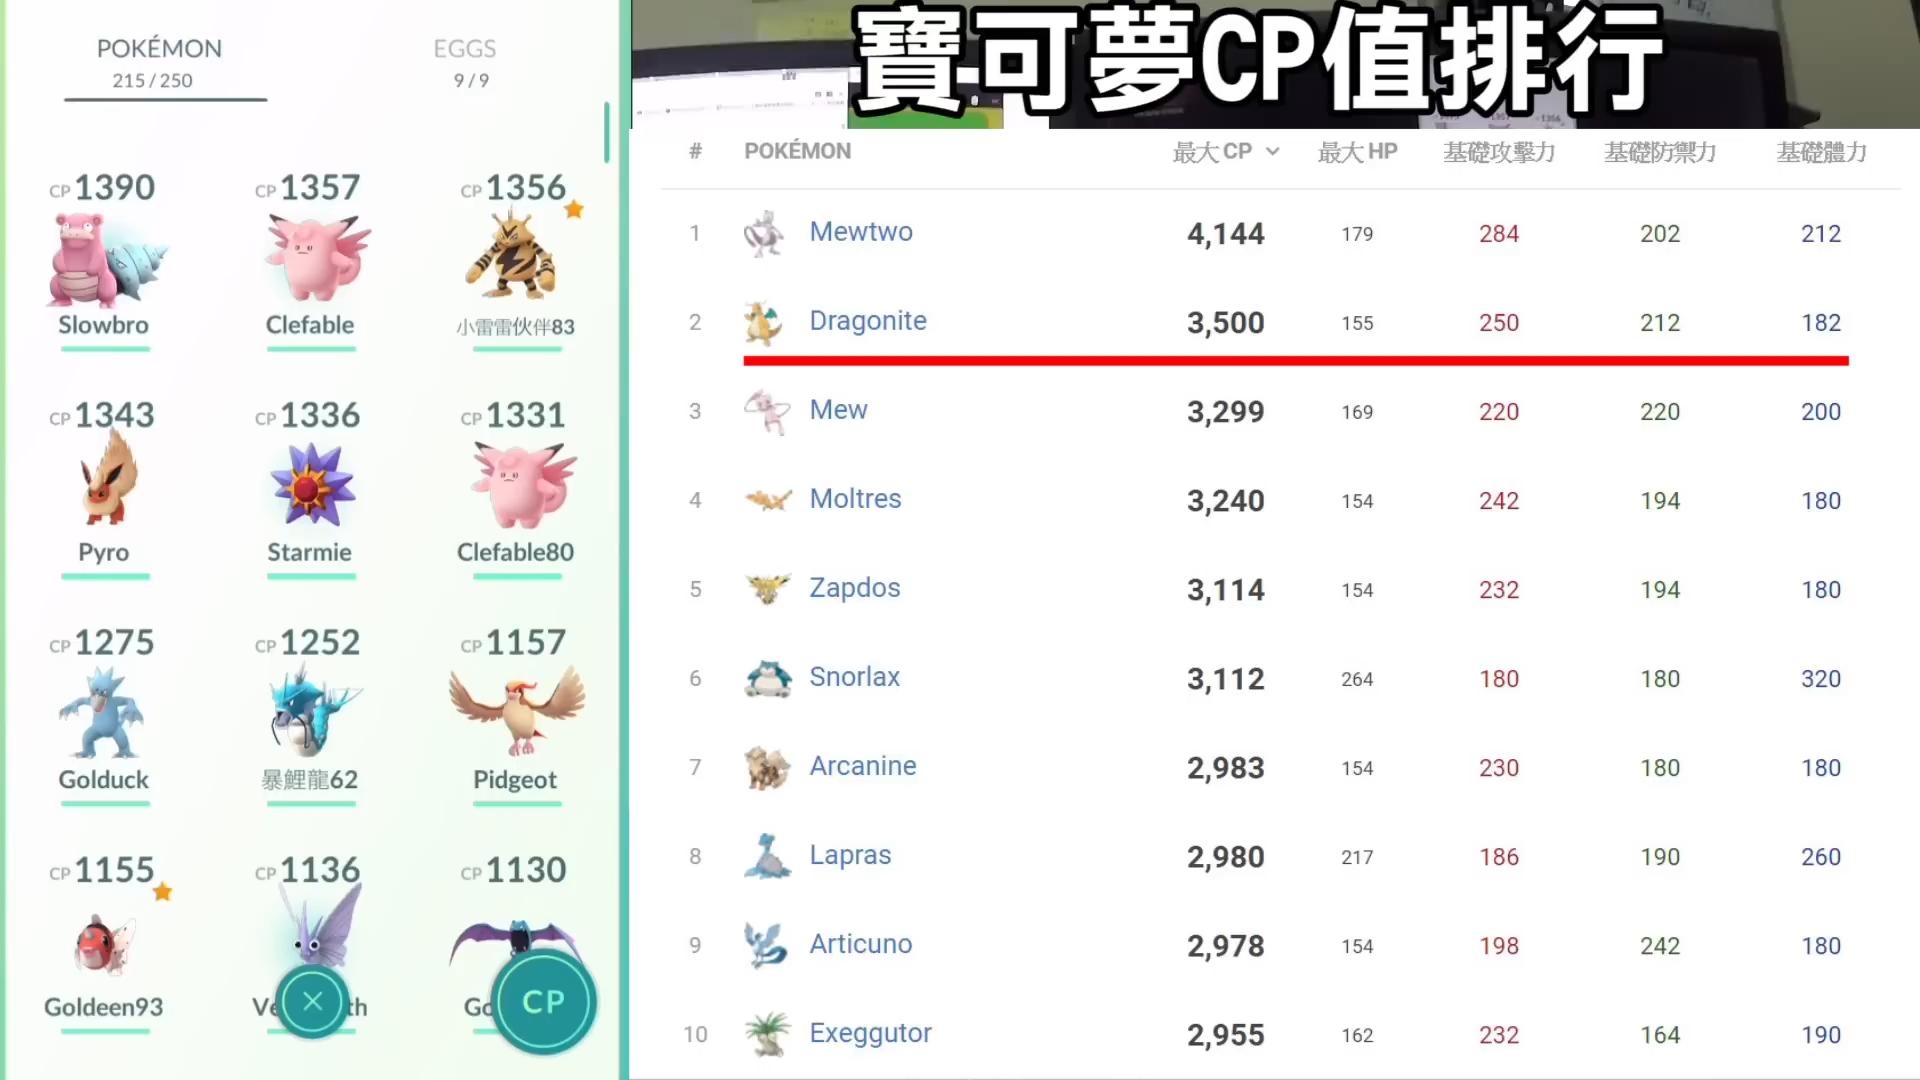 POKÉMON EGGS
215 / 250 9 / 9
CP 1390 CP 1357 CP 1356
Slowbro Clefable 小雷雷伙伴83
CP 1343 CP 1336 CP 1331
Pyro Starmie Clefable80
CP 1275 CP 1252 CP 1157
Golduck 暴鯉龍62 Pidgeot
CP 1155 CP 1136 CP 1130
Goldeen93 Ve th Go
CP
寶可夢CP值排行
# POKÉMON 最大 CP 最大 HP 基礎攻擊力 基礎防禦力 基礎體力
1 Mewtwo 4,144 179 284 202 212
2 Dragonite 3,500 155 250 212 182
3 Mew 3,299 169 220 220 200
4 Moltres 3,240 154 242 194 180
5 Zapdos 3,114 154 232 194 180
6 Snorlax 3,112 264 180 180 320
7 Arcanine 2,983 154 230 180 180
8 Lapras 2,980 217 186 190 260
9 Articuno 2,978 154 198 242 180
10 Exeggutor 2,955 162 232 164 190